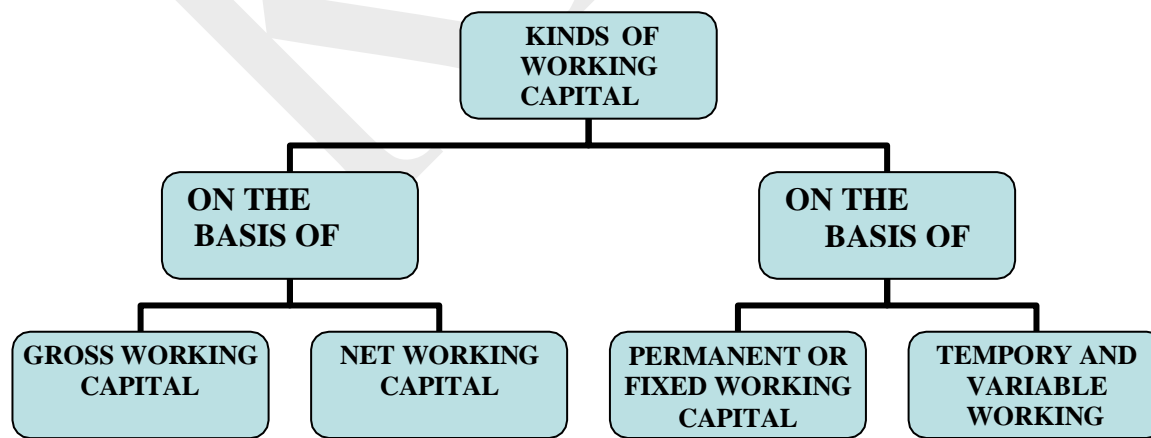 KINDS OF
WORKING
CAPITAL
ON THE
BASIS OF
ON THE
BASIS OF
GROSS WORKING
CAPITAL
NET WORKING
CAPITAL
PERMANENT OR
FIXED WORKING
CAPITAL
TEMPORY AND
VARIABLE
WORKING